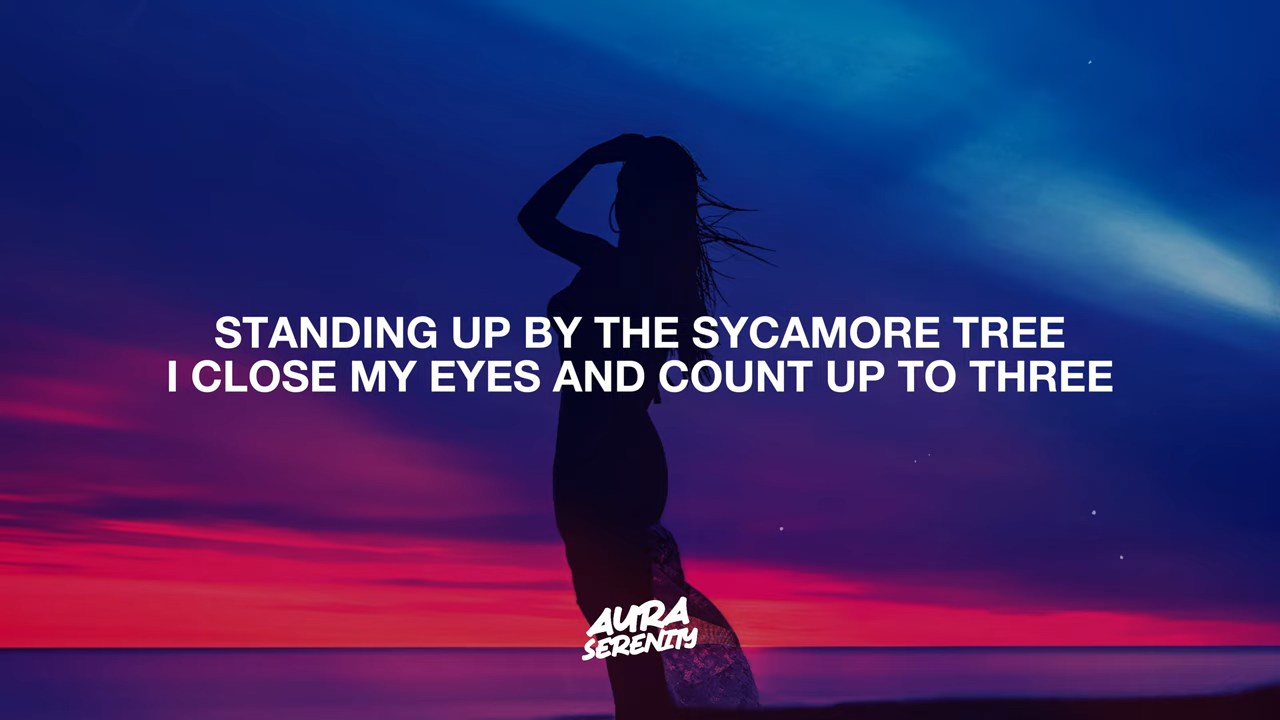 STANDING UP BY THE SYCAMORE TREE
I CLOSE MY EYES AND COUNT UP TO THREE
AURA
SERENITY